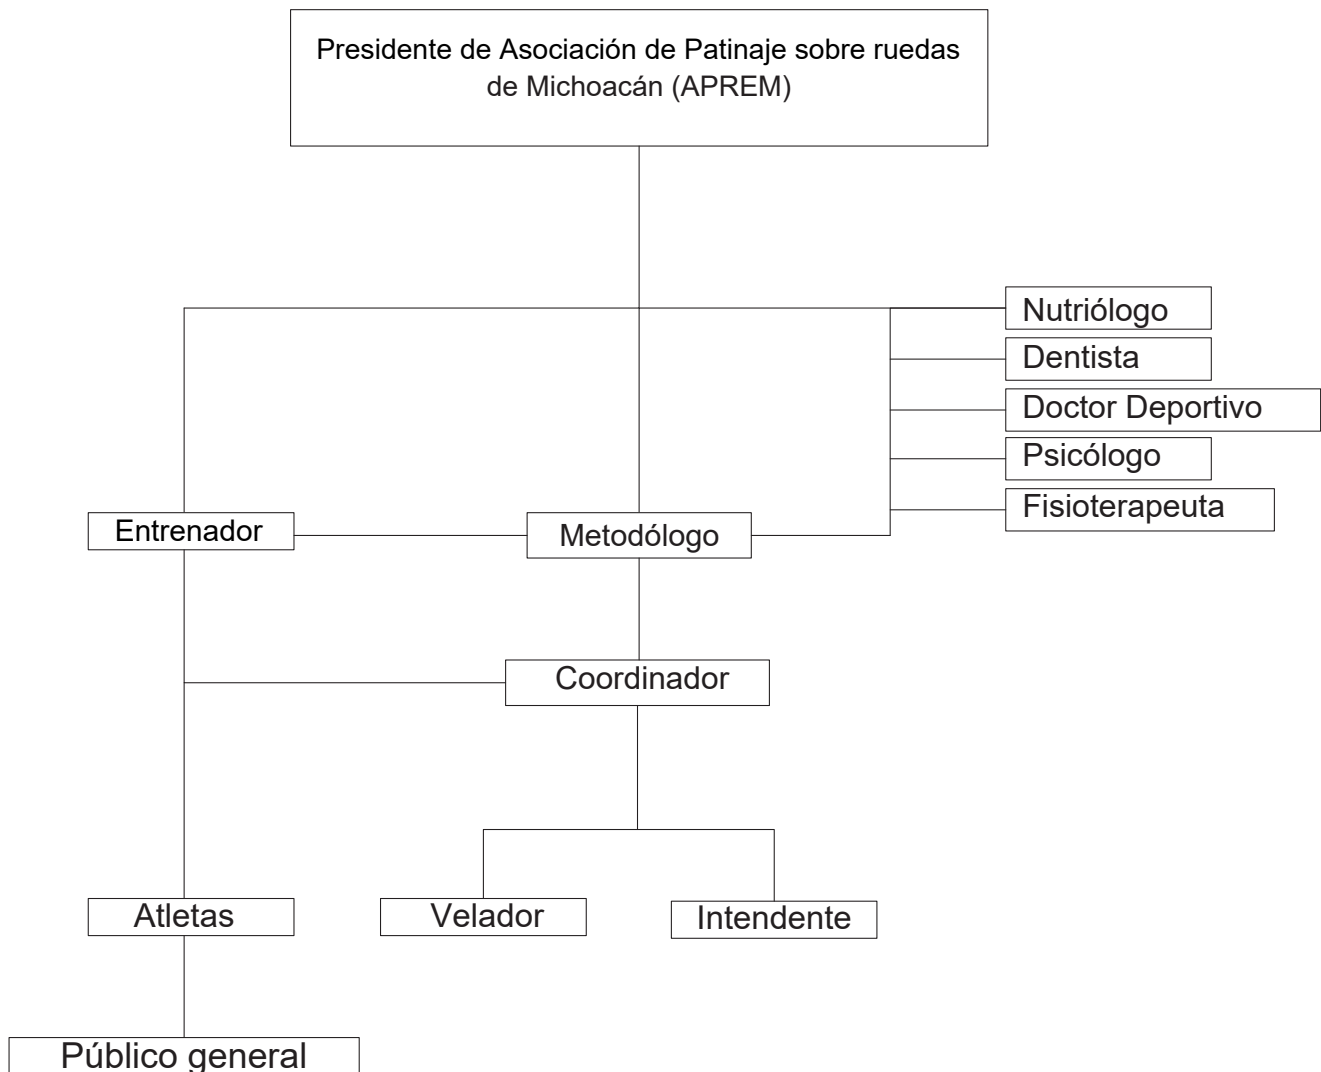 Presidente de Asociación de Patinaje sobre ruedas
de Michoacán (APREM)
Nutriólogo
Dentista
Doctor Deportivo
Psicólogo
Fisioterapeuta
Entrenador
Metodólogo
Coordinador
Atletas
Velador
Intendente
Público general